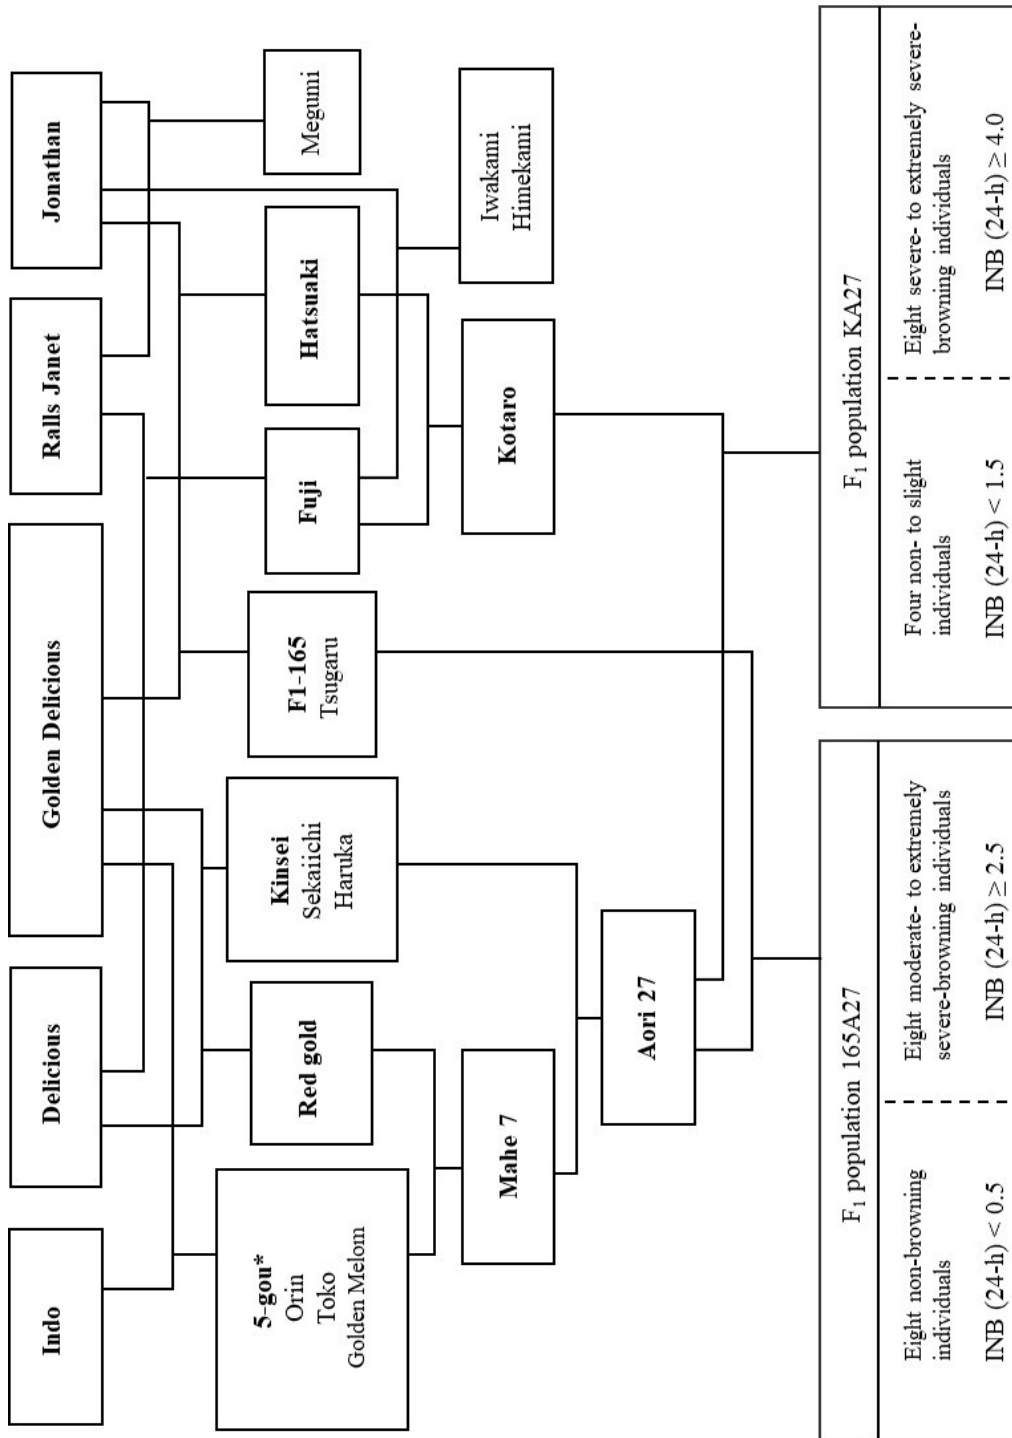 Indo
Delicious
Golden Delicious
Ralls Janet
Jonathan
5-gou*
Orin
Toko
Golden Melom
Red gold
Kinsei
Sekaiichi
Haruka
F1-165
Tsugaru
Fuji
Hatsuaki
Megumi
Mahe 7
Kotaro
Iwakami
Himekami
Aori 27
F₁ population 165A27
Eight non-browning
individuals
INB (24-h) < 0.5
Eight moderate- to extremely
severe-browning individuals
INB (24-h) ≥ 2.5
F₁ population KA27
Four non- to slight
individuals
INB (24-h) < 1.5
Eight severe- to extremely severe-
browning individuals
INB (24-h) ≥ 4.0